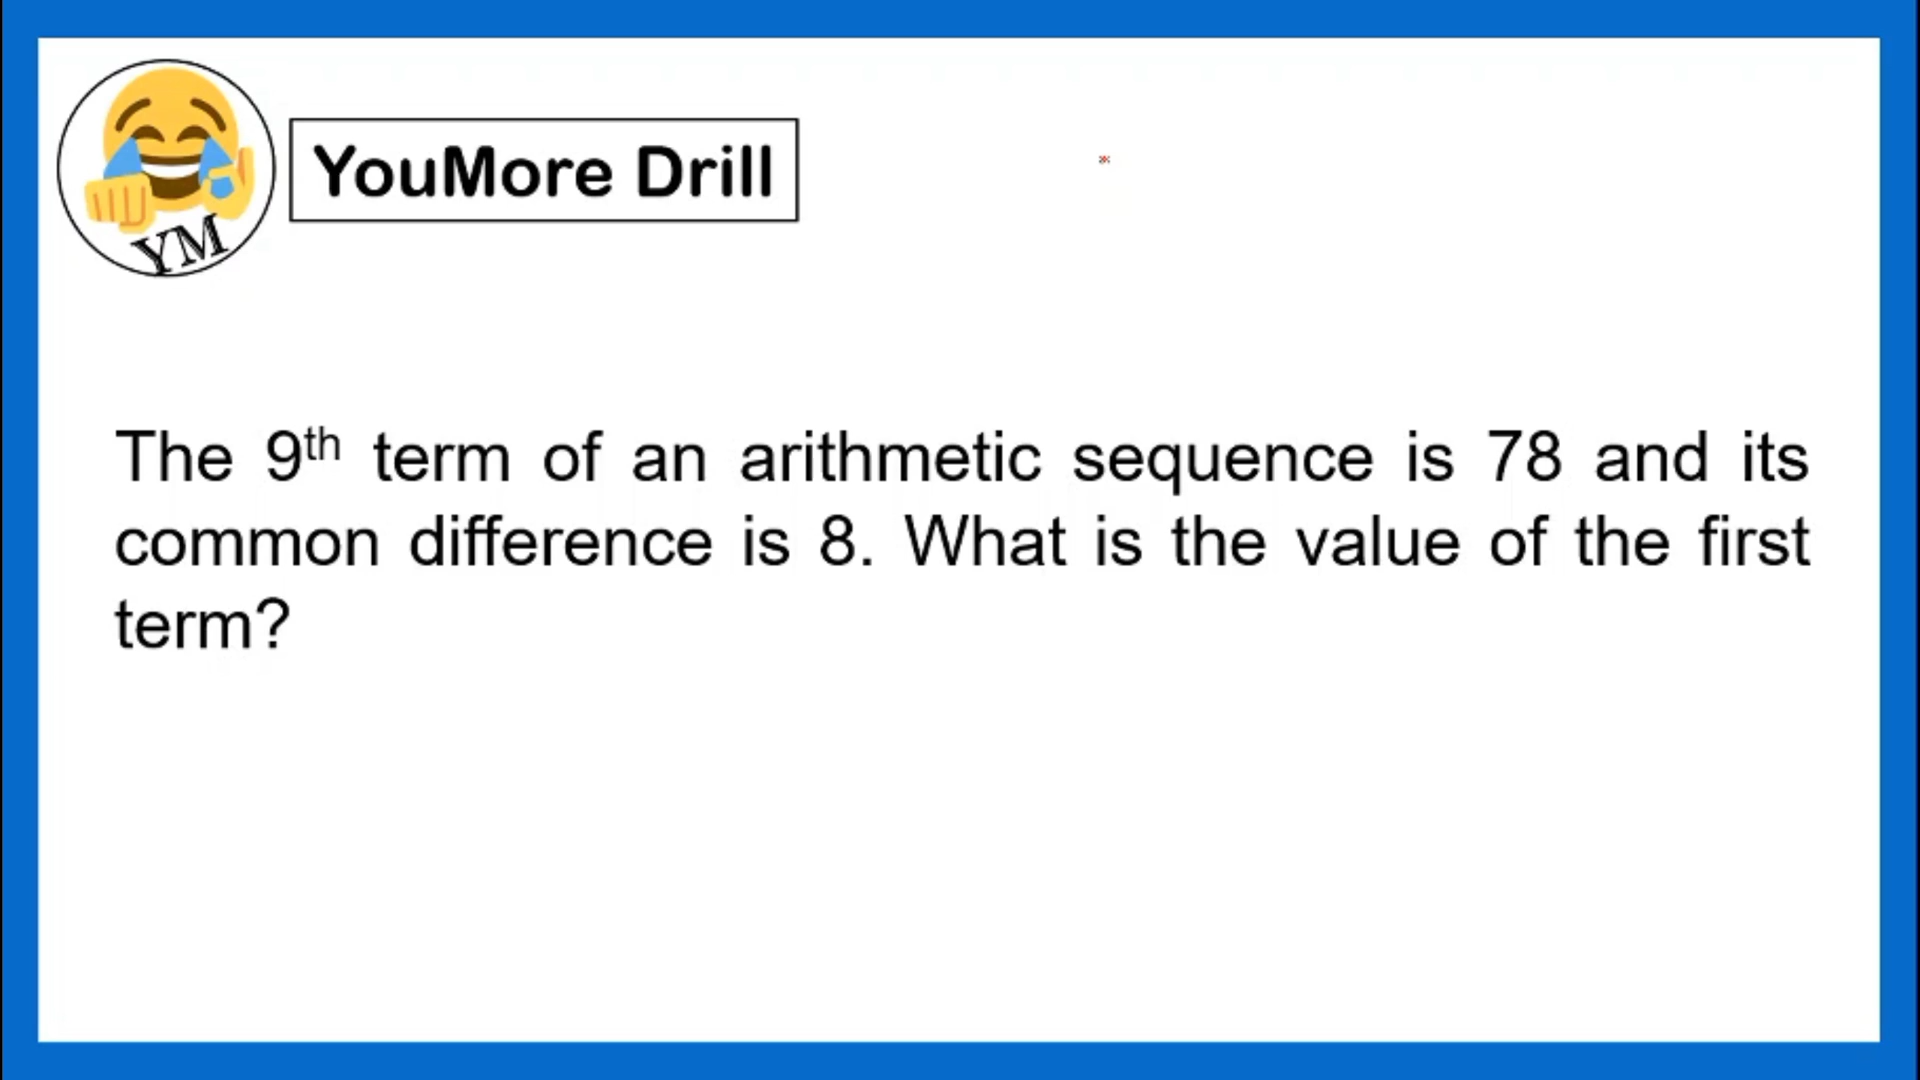 YM
YouMore Drill
The 9th term of an arithmetic sequence is 78 and its
common difference is 8. What is the value of the first
term?